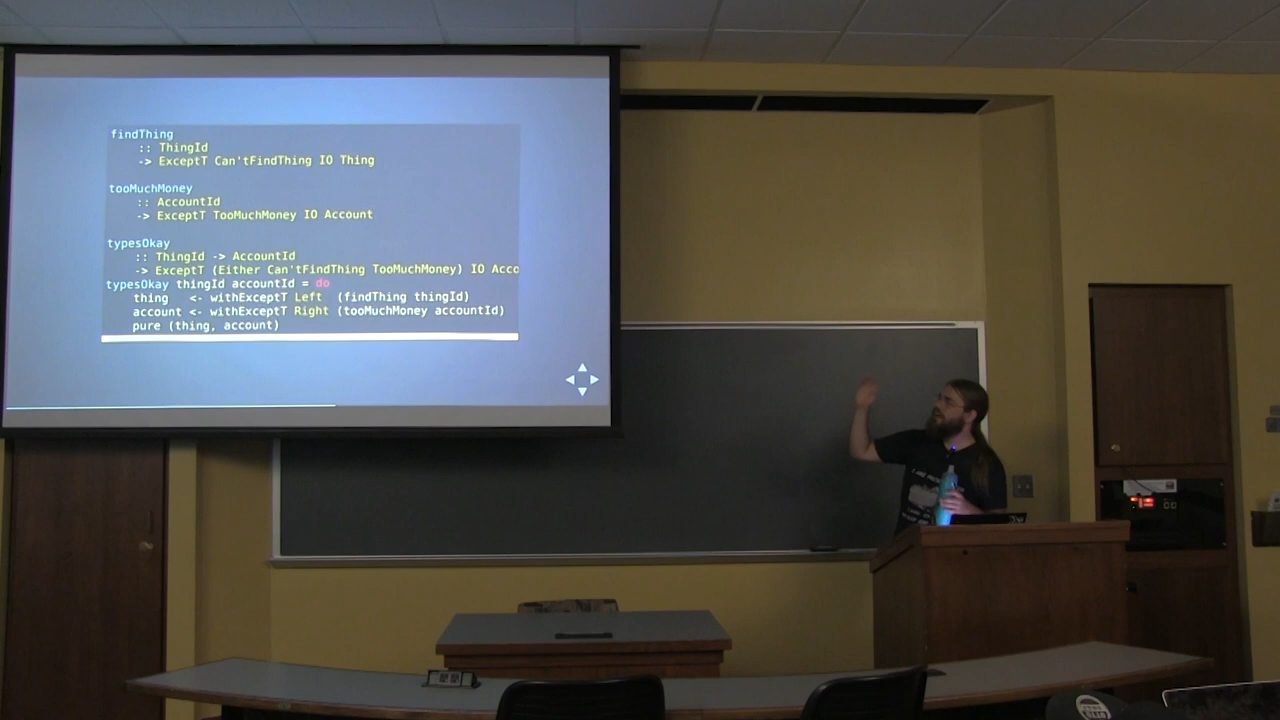 findThing
    :: ThingId
    -> ExceptT Can'tFindThing IO Thing
tooMuchMoney
    :: AccountId
    -> ExceptT TooMuchMoney IO Account
typesOkay
    :: ThingId -> AccountId
    -> ExceptT (Either Can'tFindThing TooMuchMoney) IO Acco
typesOkay thingId accountId = do
    thing   <- withExceptT Left  (findThing thingId)
    account <- withExceptT Right (tooMuchMoney accountId)
    pure (thing, account)